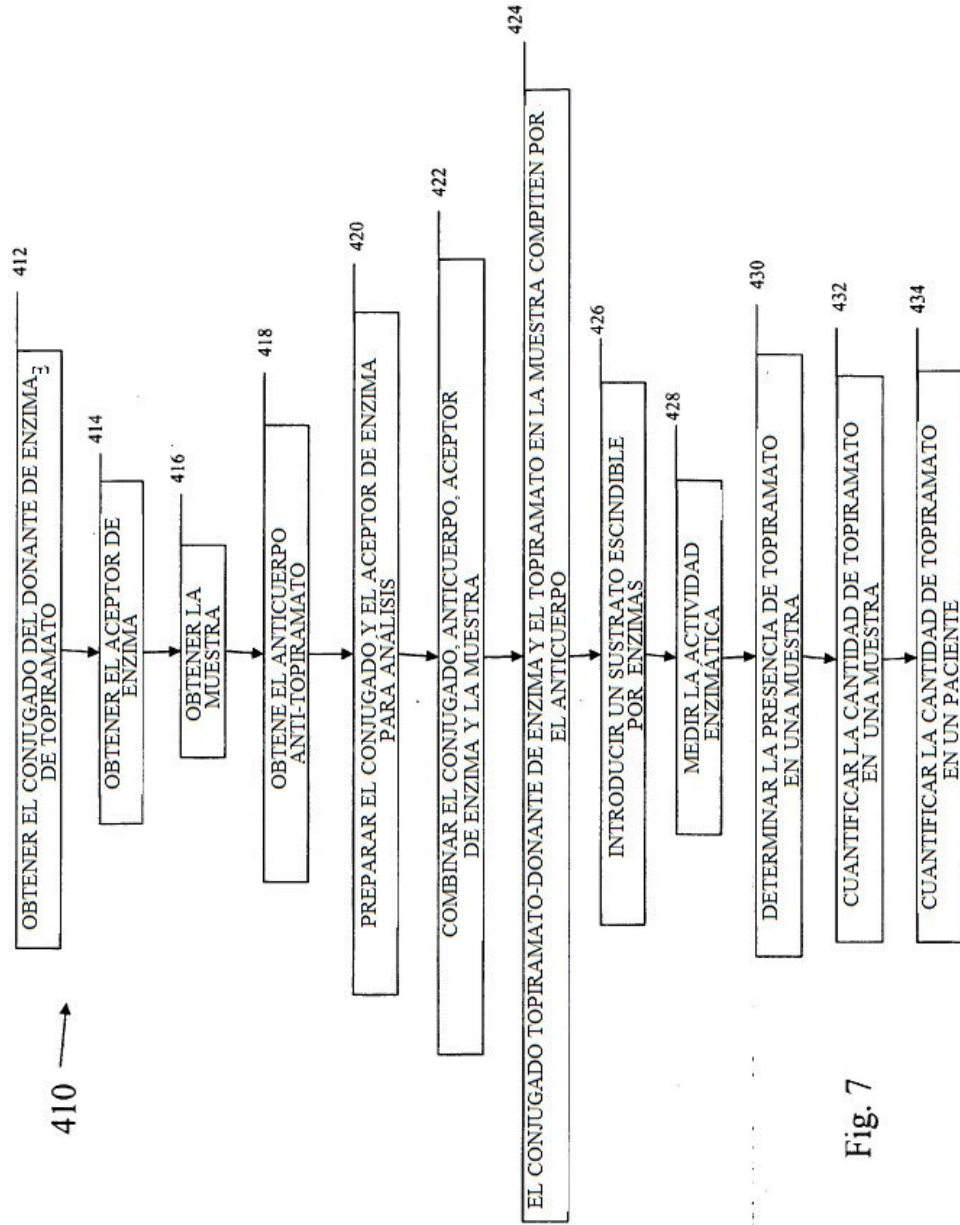 410
OBTENER EL CONJUGADO DEL DONANTE DE ENZIMA
DE TOPIRAMATO
412
OBTENER EL ACEPTOR DE
ENZIMA
414
OBTENER LA
MUESTRA
416
OBTENE EL ANTICUERPO
ANTI-TOPIRAMATO
418
PREPARAR EL CONJUGADO Y EL ACEPTOR DE ENZIMA
PARA ANÁLISIS
420
COMBINAR EL CONJUGADO, ANTICUERPO, ACEPTOR
DE ENZIMA Y LA MUESTRA
422
EL CONJUGADO TOPIRAMATO-DONANTE DE ENZIMA Y EL TOPIRAMATO EN LA MUESTRA COMPITEN POR
EL ANTICUERPO
424
INTRODUCIR UN SUSTRATO ESCINDIBLE
POR ENZIMAS
426
MEDIR LA ACTIVIDAD
ENZIMÁTICA
428
DETERMINAR LA PRESENCIA DE TOPIRAMATO
EN UNA MUESTRA
430
CUANTIFICAR LA CANTIDAD DE TOPIRAMATO
EN UNA MUESTRA
432
CUANTIFICAR LA CANTIDAD DE TOPIRAMATO
EN UN PACIENTE
434
Fig. 7